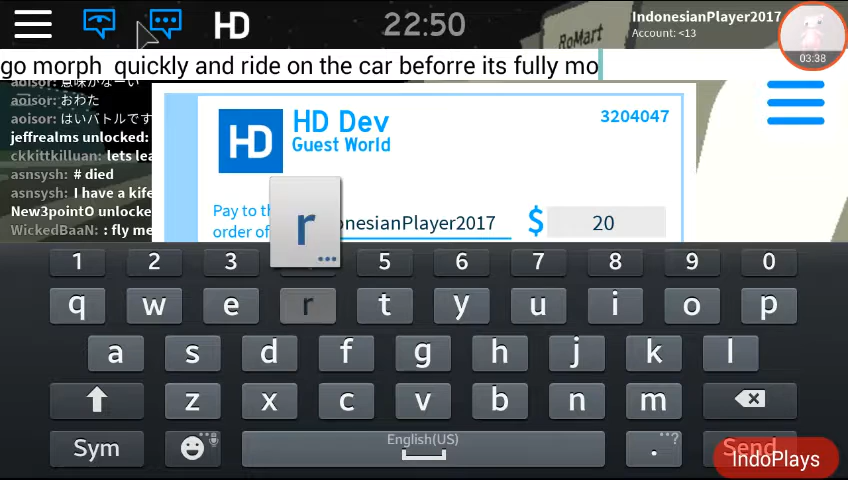 HD
22:50
IndonesianPlayer2017
Account: <13
RoMart
03:38
go morph  quickly and ride on the car beforre its fully mo
aoisor: 意味がなーい
aoisor: おわた
aoisor: はいバトルです
jeffrealms unlocked:
ckkittkilluan: lets lea
asnsysh: # died
asnsysh: I have a kife
New3pointO unlocke
WickedBaaN: : fly me
HD
HD Dev
Guest World
3204047
Pay to th
order of
onesianPlayer2017
$ 20
r
1 2 3 5 6 7 8 9 0
q w e r t y u i o p
a s d f g h j k l
z x c v b n m
Sym
English(US)
. ?
Send
IndoPlays